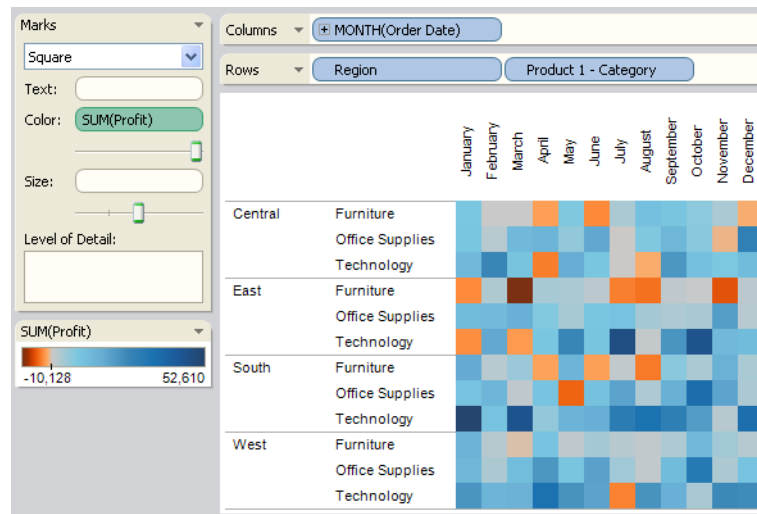 Marks
Square
Text:
Color: SUM(Profit)
Size:
Level of Detail:
SUM(Profit)
-10,128 52,610
Columns MONTH(Order Date)
Rows Region Product 1 - Category
January February March April May June July August September October November December
Central Furniture
Office Supplies
Technology
East Furniture
Office Supplies
Technology
South Furniture
Office Supplies
Technology
West Furniture
Office Supplies
Technology